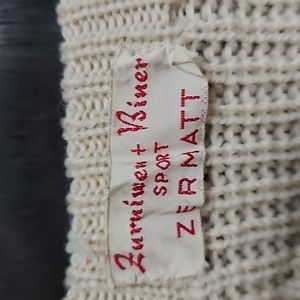 Zurniwen + Biner
SPORT
ZERMATT